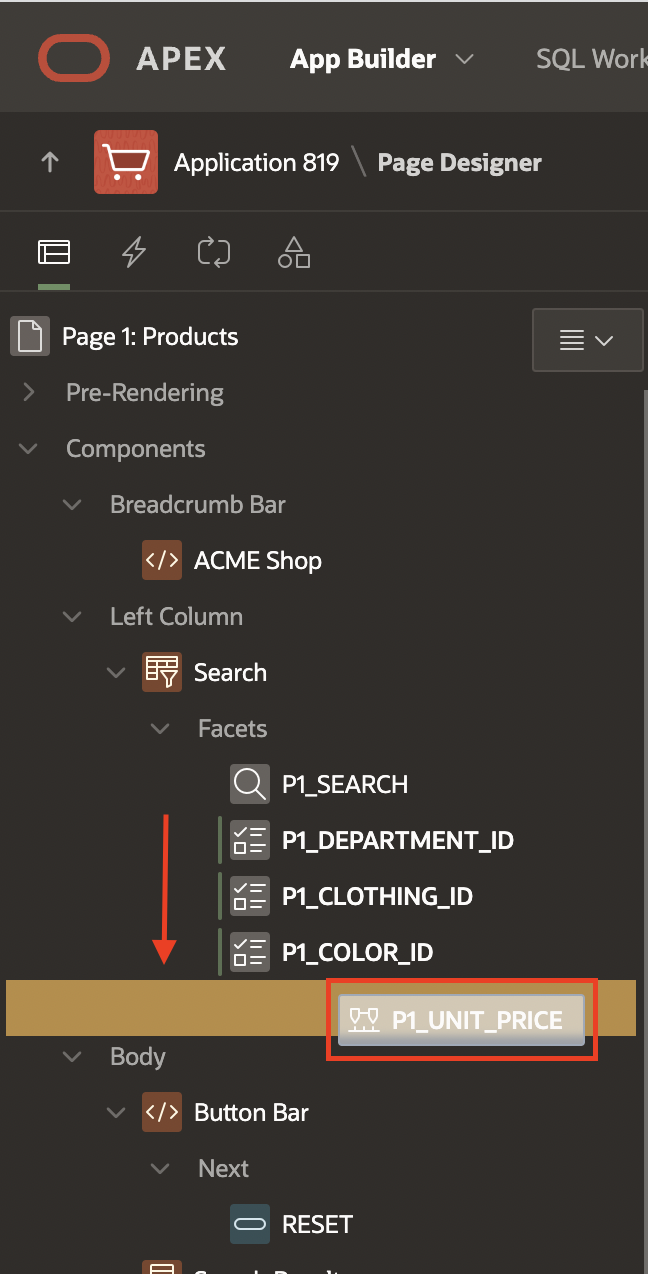 APEX App Builder SQL Work
Application 819 \ Page Designer
Page 1: Products
Pre-Rendering
Components
Breadcrumb Bar
</> ACME Shop
Left Column
Search
Facets
P1_SEARCH
P1_DEPARTMENT_ID
P1_CLOTHING_ID
P1_COLOR_ID
P1_UNIT_PRICE
Body
</> Button Bar
Next
RESET